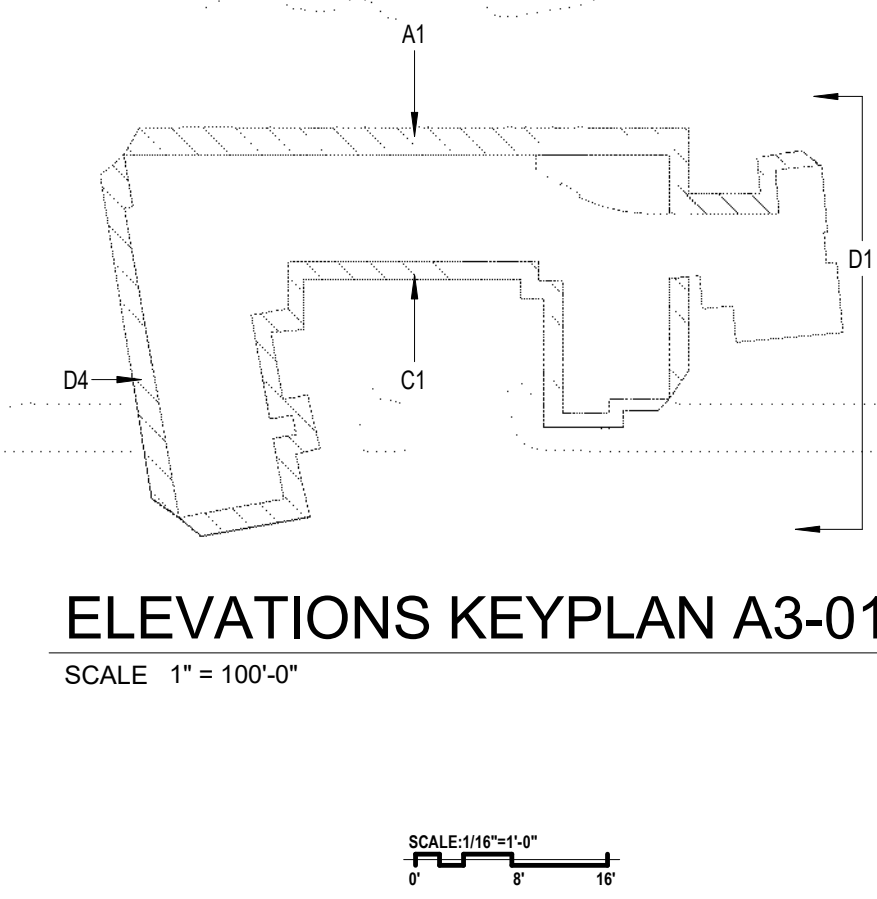 A1
D1
D4
C1
ELEVATIONS KEYPLAN A3-01
SCALE 1" = 100'-0"
SCALE:1/16"=1'-0"
0' 8' 16'